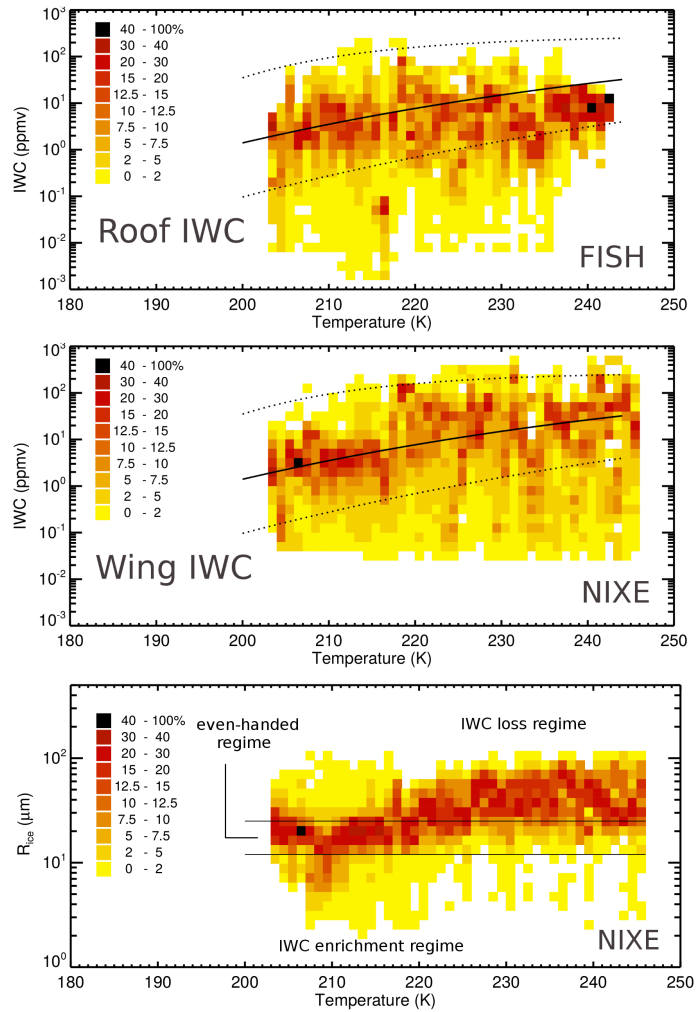 10³
10²
10¹
10⁰
10⁻¹
10⁻²
10⁻³
IWC (ppmv)
40 - 100%
30 - 40
20 - 30
15 - 20
12.5 - 15
10 - 12.5
7.5 - 10
5 - 7.5
2 - 5
0 - 2
Roof IWC
FISH
180 190 200 210 220 230 240 250
Temperature (K)
10³
10²
10¹
10⁰
10⁻¹
10⁻²
10⁻³
IWC (ppmv)
40 - 100%
30 - 40
20 - 30
15 - 20
12.5 - 15
10 - 12.5
7.5 - 10
5 - 7.5
2 - 5
0 - 2
Wing IWC
NIXE
180 190 200 210 220 230 240 250
Temperature (K)
10²
10¹
10⁰
R_ice (μm)
40 - 100%
30 - 40
20 - 30
15 - 20
12.5 - 15
10 - 12.5
7.5 - 10
5 - 7.5
2 - 5
0 - 2
even-handed
regime
IWC loss regime
IWC enrichment regime
NIXE
180 190 200 210 220 230 240 250
Temperature (K)